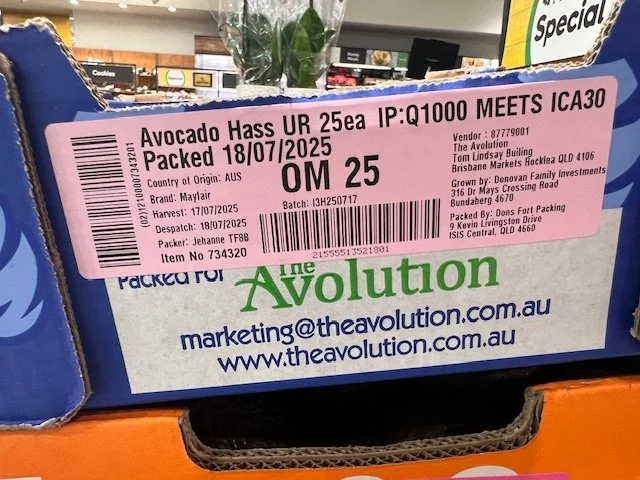 Special
Cookies
Special
Avocado Hass UR 25ea IP:Q1000 MEETS ICA30
Packed 18/07/2025
OM 25
Country of Origin: AUS
Brand: Mayfair
Harvest: 17/07/2025
Despatch: 18/07/2025
Packer: Jehanne TF8B
Item No 734320
Batch: I3H250717
21555513521801
Vendor : 87779001
The Avolution
Tom Lindsay Builing
Brisbane Markets Rocklea QLD 4106
Grown by: Donovan Family Investments
316 Dr Mays Crossing Road
Bundaberg 4670
Packed By: Dons Fort Packing
9 Kevin Livingston Drive
ISIS Central, QLD 4660
Packed For
The
Avolution
marketing@theavolution.com.au
www.theavolution.com.au